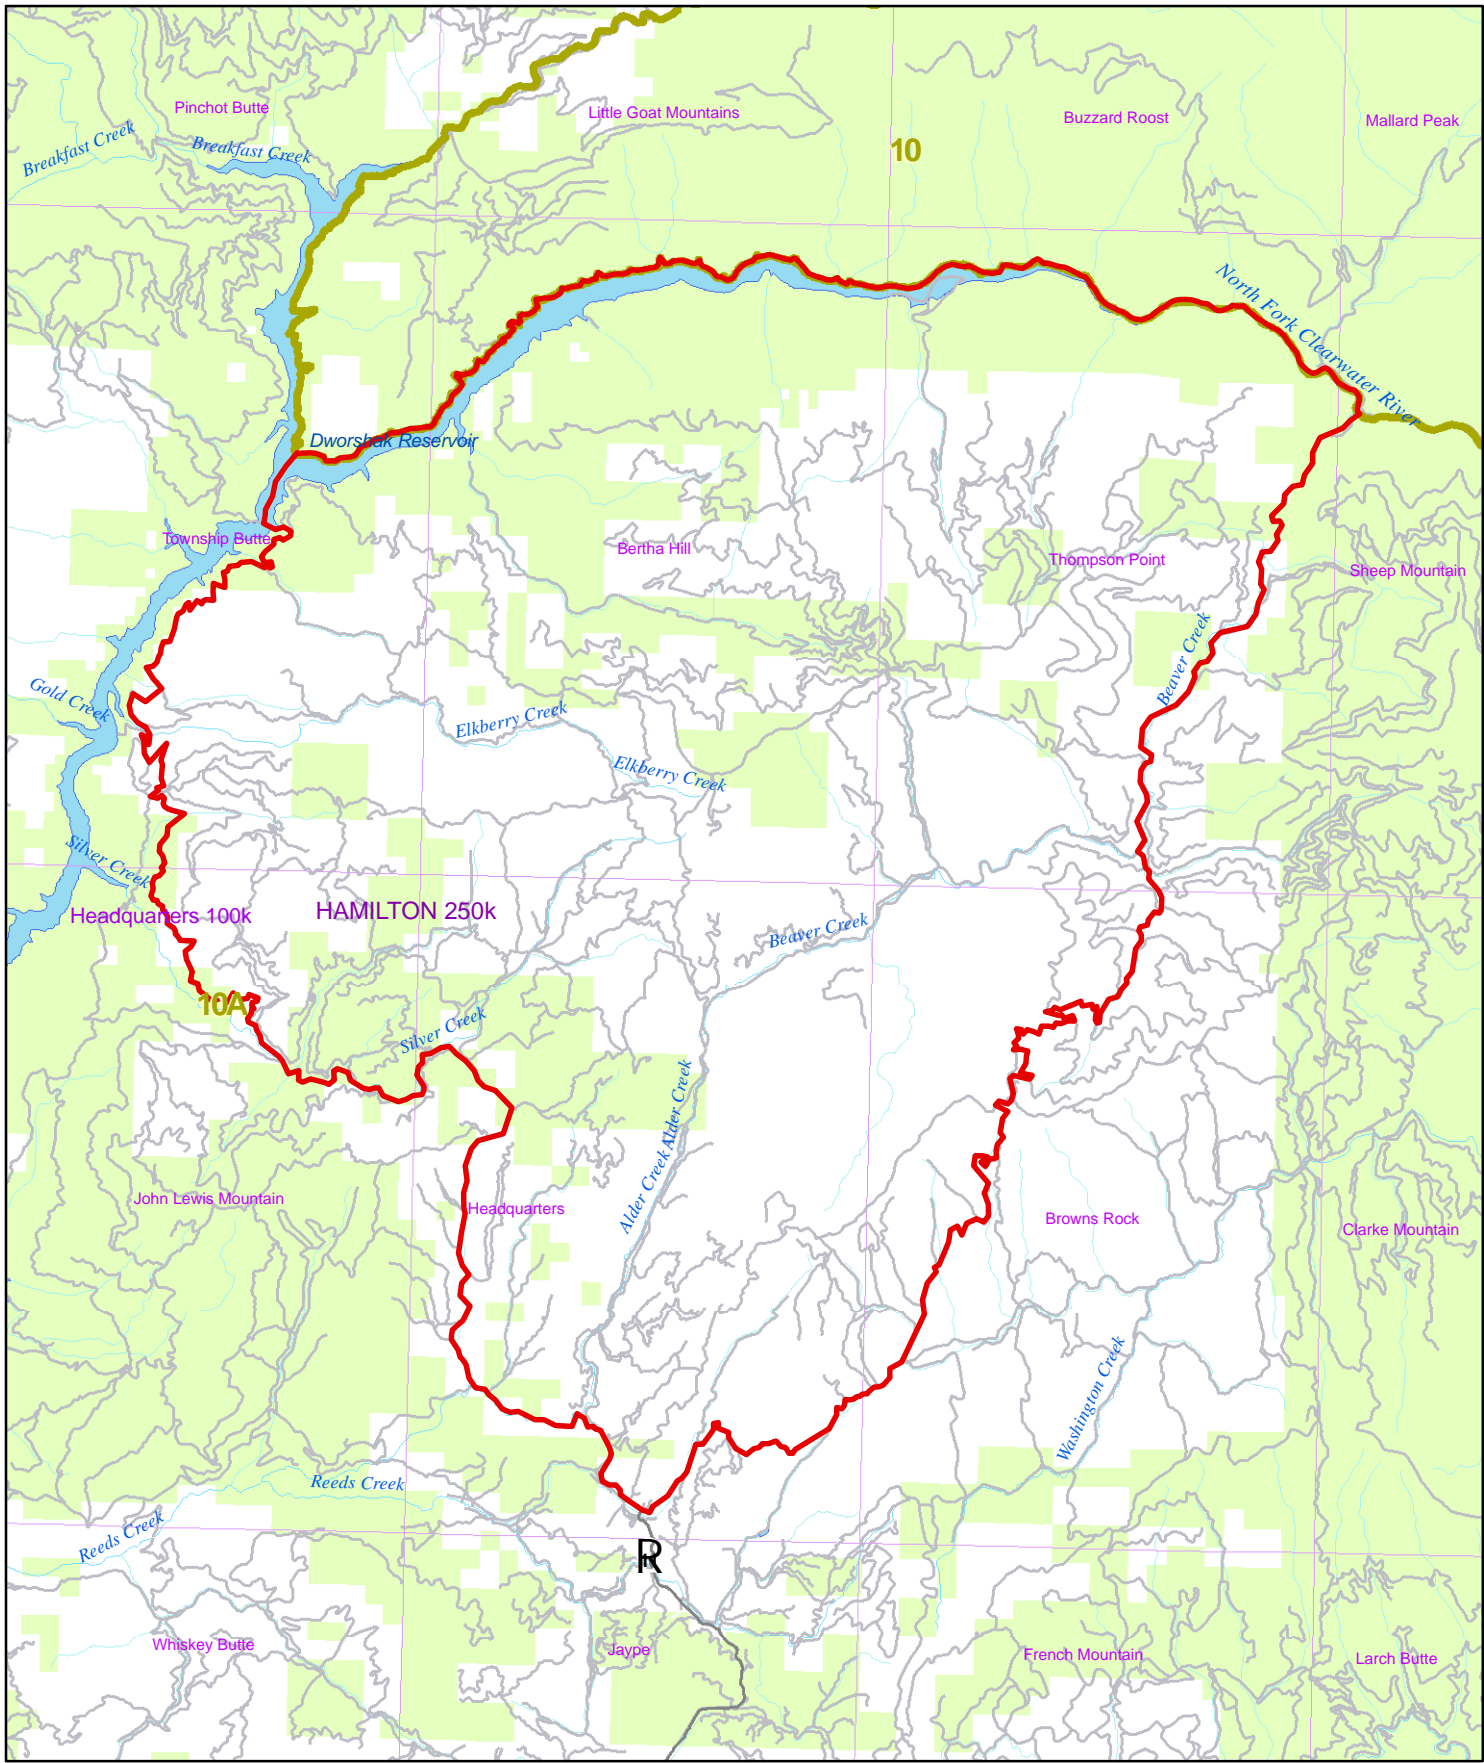 Pinchot Butte
Little Goat Mountains
Buzzard Roost
Mallard Peak
Breakfast Creek
Breakfast Creek
10
North Fork Clearwater River
Dworshak Reservoir
Township Butte
Bertha Hill
Thompson Point
Sheep Mountain
Beaver Creek
Gold Creek
Elkberry Creek
Elkberry Creek
Silver Creek
Headquarters 100k
HAMILTON 250k
Beaver Creek
10A
Silver Creek
Alder Creek
Alder Creek
John Lewis Mountain
Headquarters
Browns Rock
Clarke Mountain
Washington Creek
Reeds Creek
Reeds Creek
Whiskey Butte
Jaype
French Mountain
Larch Butte